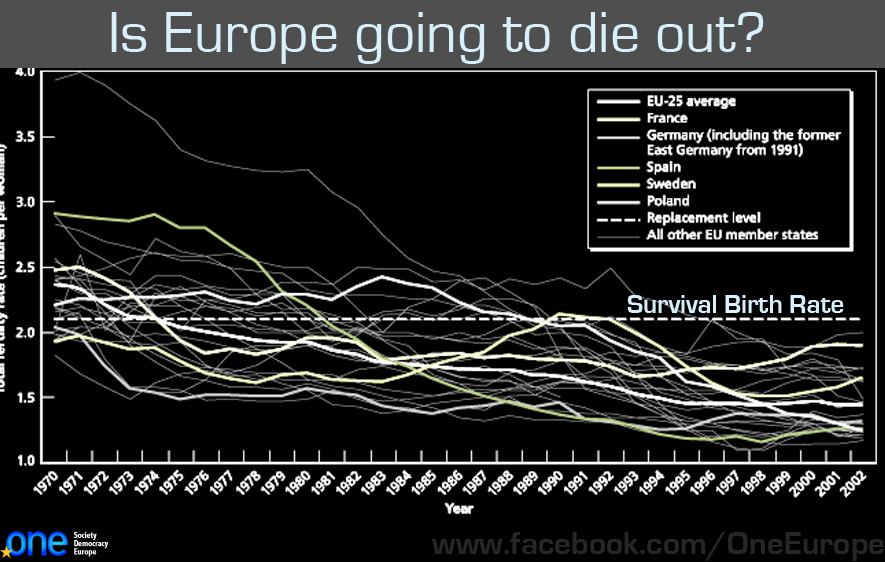 Is Europe going to die out?
4.0
3.5
3.0
2.5
2.0
1.5
1.0
Total fertility rate (children per woman)
EU-25 average
France
Germany (including the former
East Germany from 1991)
Spain
Sweden
Poland
Replacement level
All other EU member states
Survival Birth Rate
1970 1971 1972 1973 1974 1975 1976 1977 1978 1979 1980 1981 1982 1983 1984 1985 1986 1987 1988 1989 1990 1991 1992 1993 1994 1995 1996 1997 1998 1999 2000 2001 2002
Year
one
Society
Democracy
Europe
www.facebook.com/OneEurope